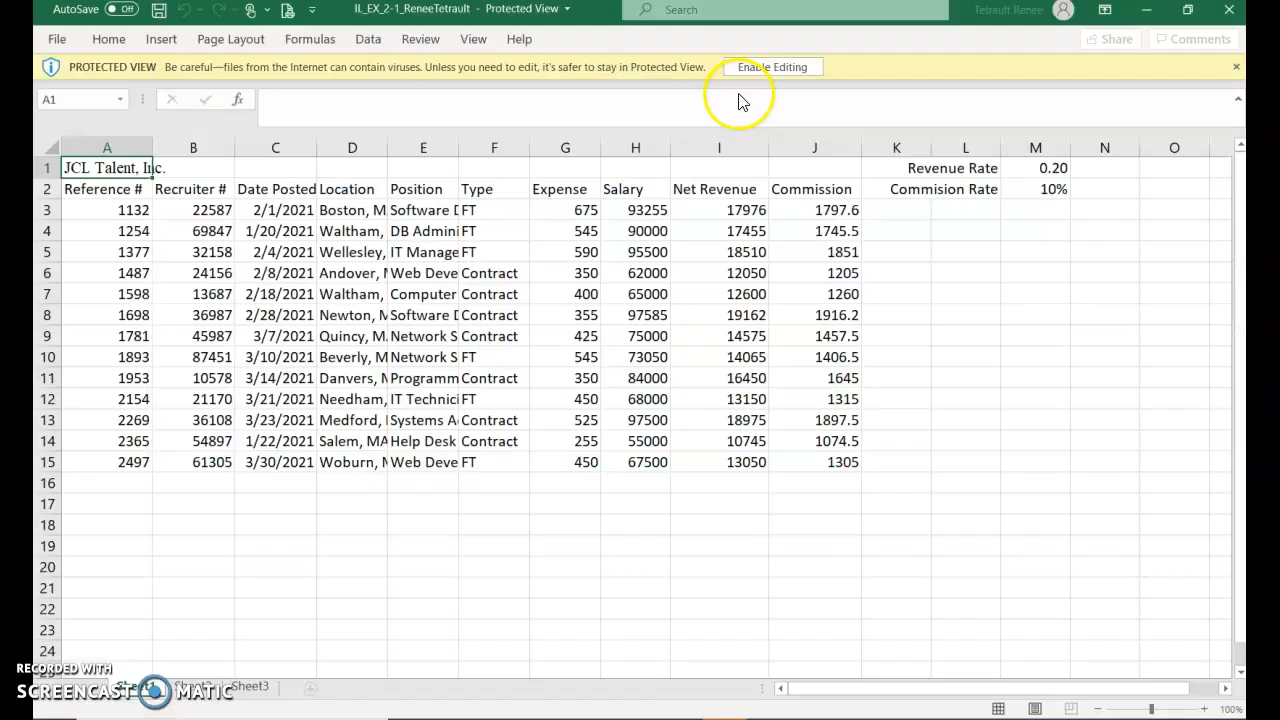 AutoSave Off IL_EX_2-1_ReneeTetrault - Protected View Search Tetrault Renee
File Home Insert Page Layout Formulas Data Review View Help Share Comments
PROTECTED VIEW Be careful—files from the Internet can contain viruses. Unless you need to edit, it's safer to stay in Protected View. Enable Editing
A1 fx
A B C D E F G H I J K L M N O
1 JCL Talent, Inc. Revenue Rate 0.20
2 Reference # Recruiter # Date Posted Location Position Type Expense Salary Net Revenue Commission Commision Rate 10%
3 1132 22587 2/1/2021 Boston, M Software D FT 675 93255 17976 1797.6
4 1254 69847 1/20/2021 Waltham, DB Admini FT 545 90000 17455 1745.5
5 1377 32158 2/4/2021 Wellesley, IT Manage FT 590 95500 18510 1851
6 1487 24156 2/8/2021 Andover, M Web Deve Contract 350 62000 12050 1205
7 1598 13687 2/18/2021 Waltham, Computer Contract 400 65000 12600 1260
8 1698 36987 2/28/2021 Newton, M Software D Contract 355 97585 19162 1916.2
9 1781 45987 3/7/2021 Quincy, M Network S Contract 425 75000 14575 1457.5
10 1893 87451 3/10/2021 Beverly, M Network S FT 545 73050 14065 1406.5
11 1953 10578 3/14/2021 Danvers, M Programm Contract 350 84000 16450 1645
12 2154 21170 3/21/2021 Needham, IT Technici FT 450 68000 13150 1315
13 2269 36108 3/23/2021 Medford, Systems A Contract 525 97500 18975 1897.5
14 2365 54897 1/22/2021 Salem, MA Help Desk Contract 255 55000 10745 1074.5
15 2497 61305 3/30/2021 Woburn, M Web Deve FT 450 67500 13050 1305
16
17
18
19
20
21
22
23
24
RECORDED WITH
SCREENCAST MATIC
Sheet1 Sheet2 Sheet3
100%